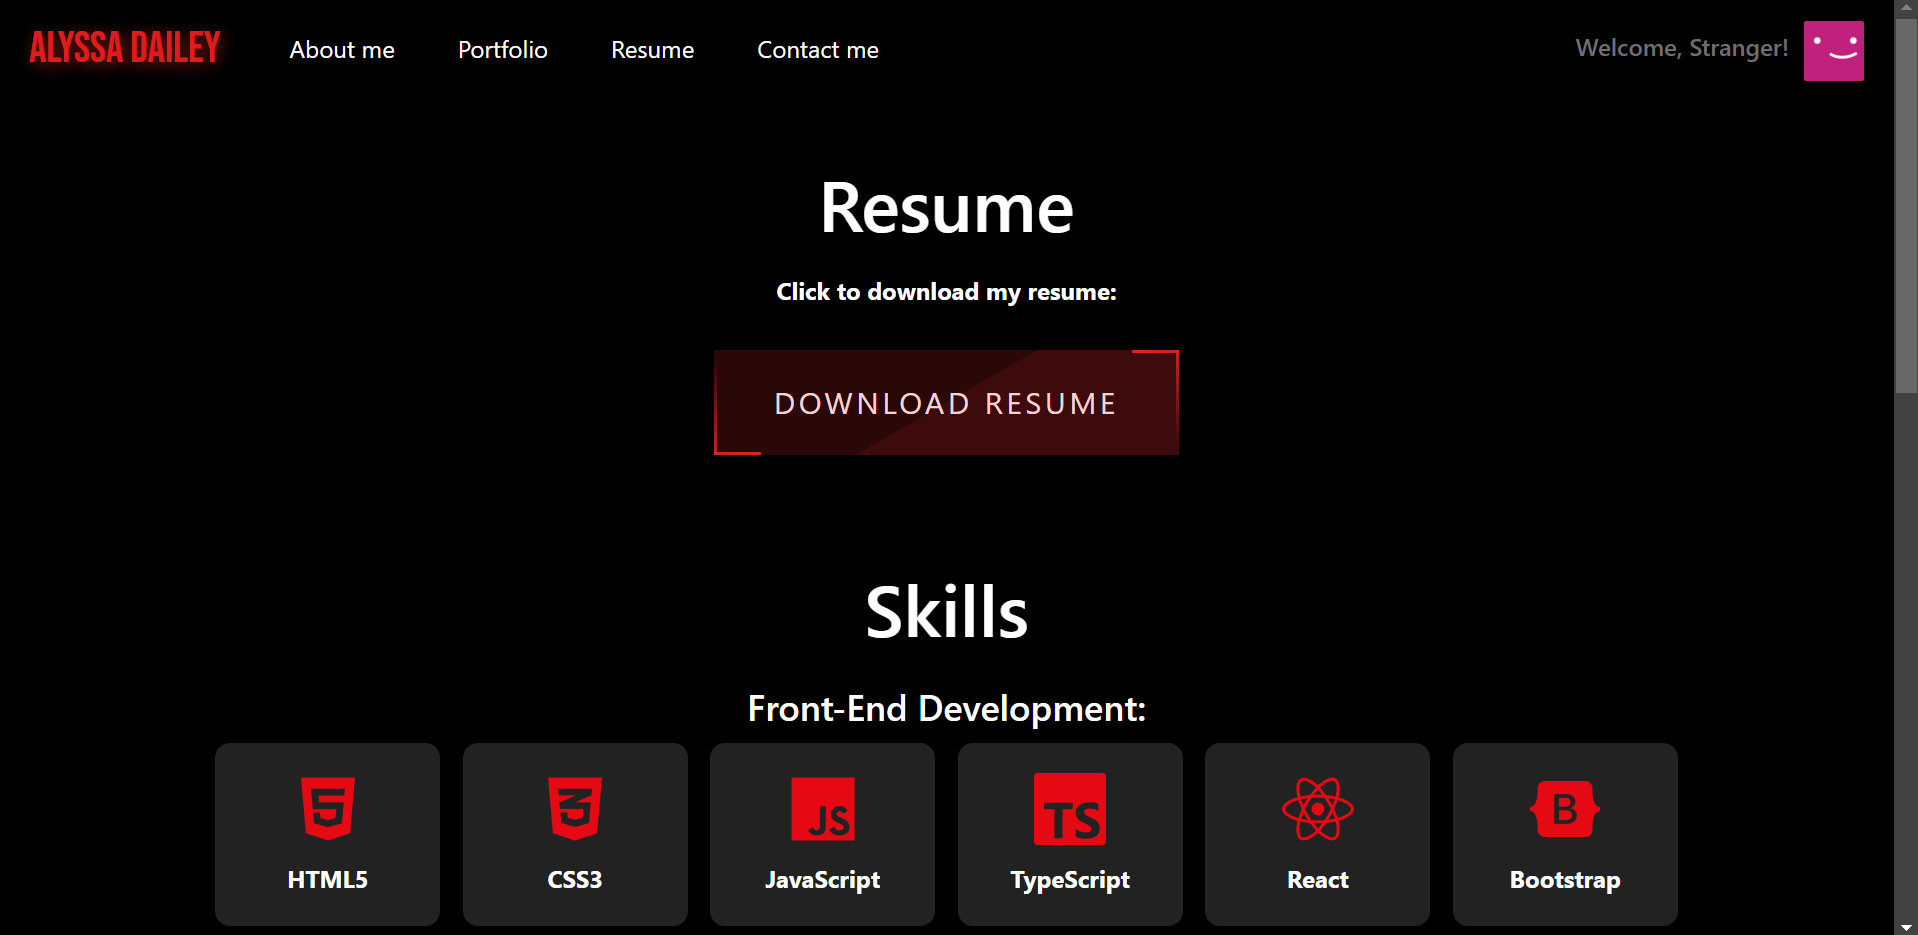 ALYSSA DAILEY
About me
Portfolio
Resume
Contact me
Welcome, Stranger!
Resume
Click to download my resume:
DOWNLOAD RESUME
Skills
Front-End Development:
5
3
JS
TS
B
HTML5
CSS3
JavaScript
TypeScript
React
Bootstrap